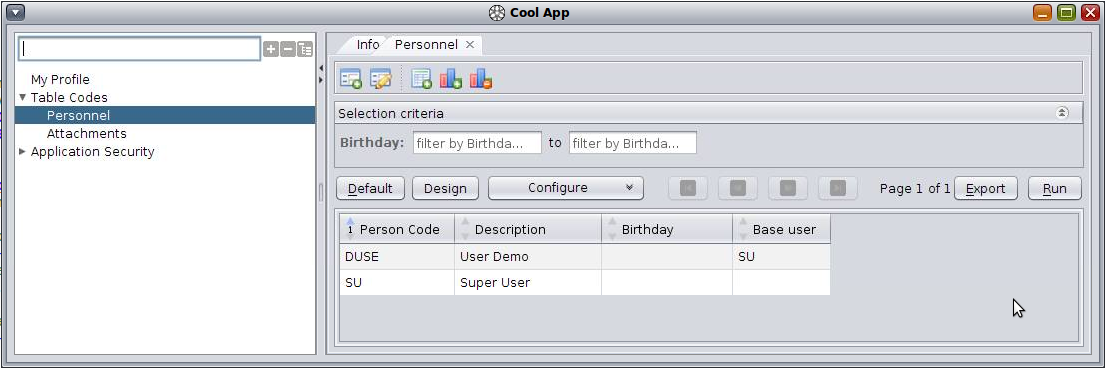 Cool App
My Profile
Table Codes
Personnel
Attachments
Application Security
Info Personnel
Selection criteria
Birthday: filter by Birthda... to filter by Birthda...
Default Design Configure Page 1 of 1 Export Run
1 Person Code Description Birthday Base user
DUSE User Demo SU
SU Super User